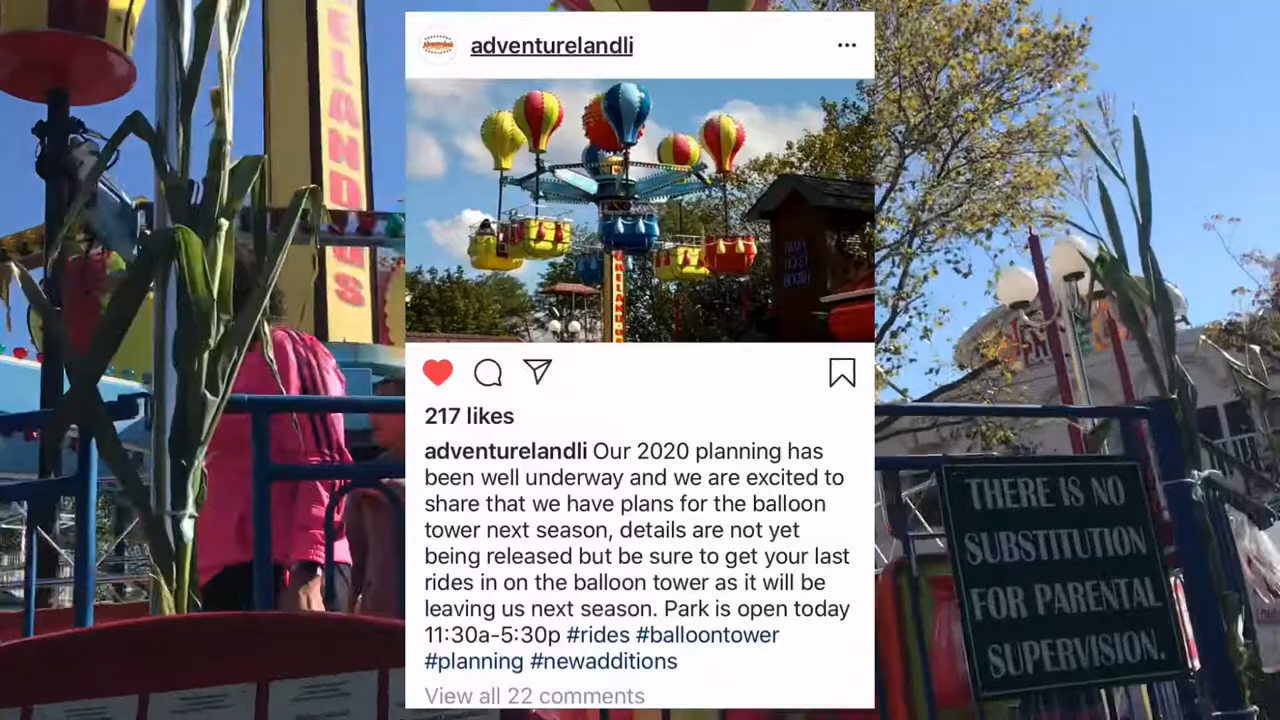 adventurelandli
217 likes
adventurelandli Our 2020 planning has
been well underway and we are excited to
share that we have plans for the balloon
tower next season, details are not yet
being released but be sure to get your last
rides in on the balloon tower as it will be
leaving us next season. Park is open today
11:30a-5:30p #rides #balloontower
#planning #newadditions
View all 22 comments
ELAND.US
THERE IS NO
SUBSTITUTION
FOR PARENTAL
SUPERVISION.